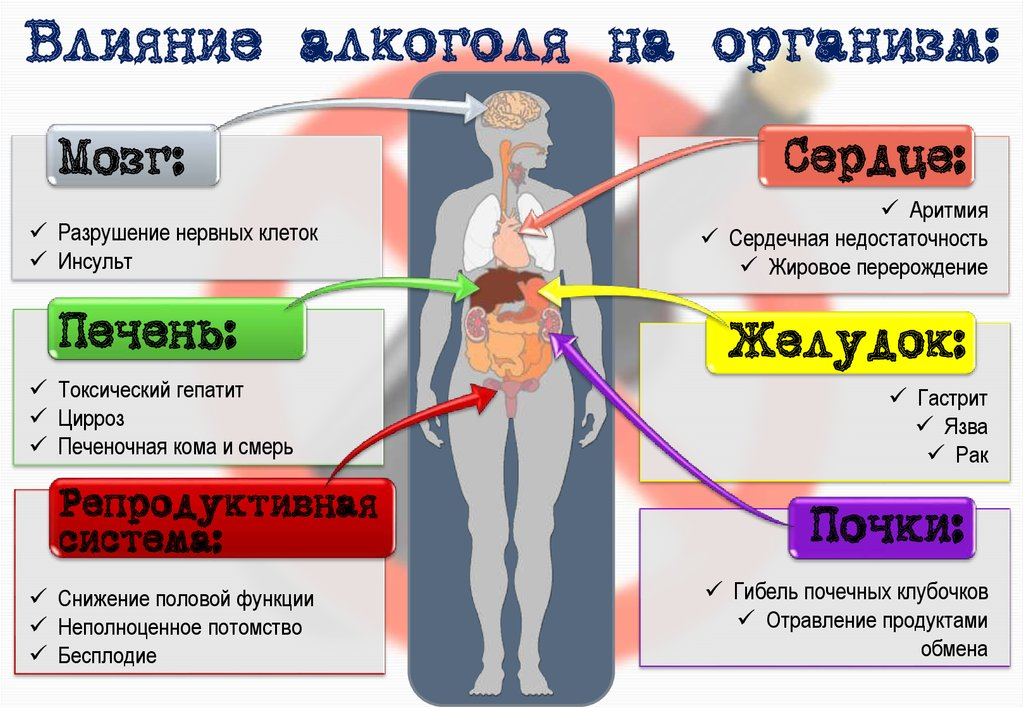 Влияние алкоголя на организм:
Мозг:
✓ Разрушение нервных клеток
✓ Инсульт
Печень:
✓ Токсический гепатит
✓ Цирроз
✓ Печеночная кома и смерь
Репродуктивная
система:
✓ Снижение половой функции
✓ Неполноценное потомство
✓ Бесплодие
Сердце:
✓ Аритмия
✓ Сердечная недостаточность
✓ Жировое перерождение
Желудок:
✓ Гастрит
✓ Язва
✓ Рак
Почки:
✓ Гибель почечных клубочков
✓ Отравление продуктами
обмена